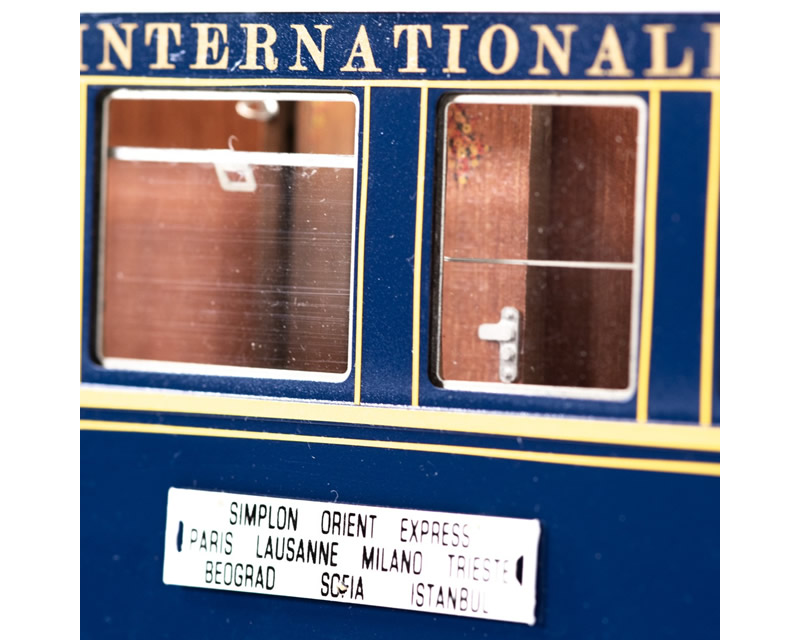 INTERNATIONAL
SIMPLON ORIENT EXPRESS
PARIS LAUSANNE MILANO TRIESTE
BEOGRAD SOFIA ISTANBUL